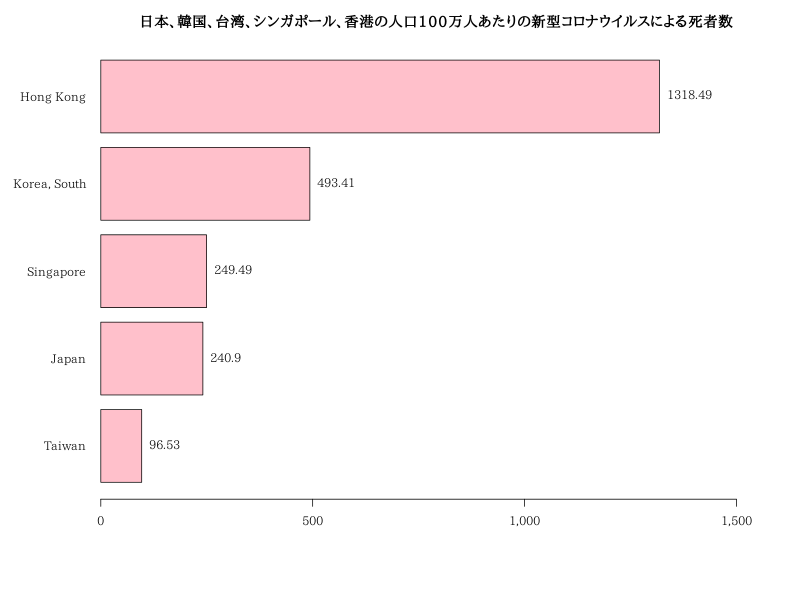 日本、韓国、台湾、シンガポール、香港の人口100万人あたりの新型コロナウイルスによる死者数
Hong Kong 1318.49
Korea, South 493.41
Singapore 249.49
Japan 240.9
Taiwan 96.53
0 500 1,000 1,500